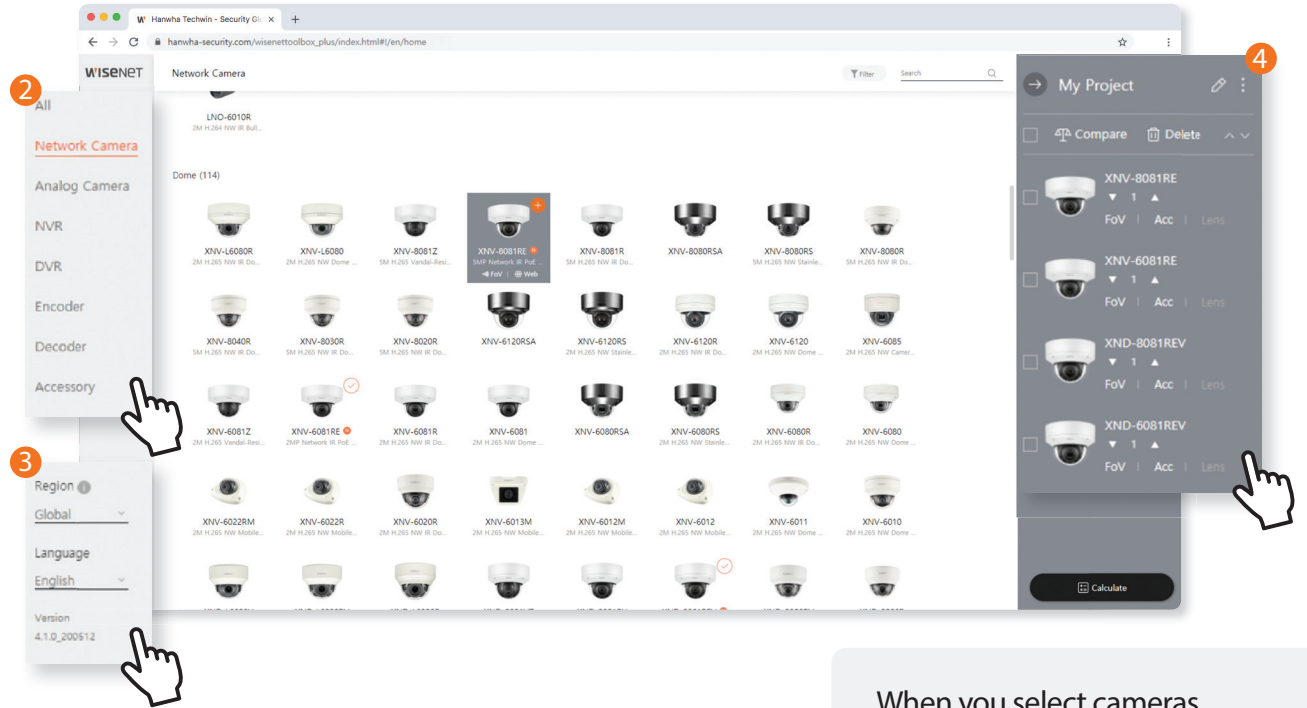 Hanwha Techwin - Security Gl
hanwha-security.com/wisenettoolbox_plus/index.html#!/en/home
WISENET
Network Camera
Filter
Search
2
All
Network Camera
Analog Camera
NVR
DVR
Encoder
Decoder
Accessory
3
Region
Global
Language
English
Version
4.1.0_200512
LNO-6010R
2M H.264 NW IR Bull...
Dome (114)
XNV-L6080R
2M H.265 NW IR Do...
XNV-L6080
2M H.265 NW Dome ...
XNV-8081Z
5M H.265 Vandal-Resi...
XNV-8081RE
5MP Network IR PoE ...
FoV | Web
XNV-8081R
5M H.265 NW IR Do...
XNV-8080RSA
XNV-8080RS
5M H.265 NW Stainle...
XNV-8080R
5M H.265 NW IR Do...
XNV-8040R
5M H.265 NW IR Do...
XNV-8030R
5M H.265 NW IR Do...
XNV-8020R
5M H.265 NW IR Do...
XNV-6120RSA
XNV-6120RS
2M H.265 NW Stainle...
XNV-6120R
2M H.265 NW IR Do...
XNV-6120
2M H.265 NW Dome ...
XNV-6085
2M H.265 NW Camer...
XNV-6081Z
2M H.265 Vandal-Resi...
XNV-6081RE
2MP Network IR PoE ...
XNV-6081R
2M H.265 NW IR Do...
XNV-6081
2M H.265 NW Dome ...
XNV-6080RSA
XNV-6080RS
2M H.265 NW Stainle...
XNV-6080R
2M H.265 NW IR Do...
XNV-6080
2M H.265 NW Dome ...
XNV-6022RM
2M H.265 NW Mobile...
XNV-6022R
2M H.265 NW Mobile...
XNV-6020R
2M H.265 NW IR Do...
XNV-6013M
2M H.265 NW Mobile...
XNV-6012M
2M H.265 NW Mobile...
XNV-6012
2M H.265 NW Mobile...
XNV-6011
2M H.265 NW Dome ...
XNV-6010
2M H.265 NW Dome ...
4
My Project
Compare
Delete
XNV-8081RE
1
FoV | Acc | Lens
XNV-6081RE
1
FoV | Acc | Lens
XND-8081REV
1
FoV | Acc | Lens
XND-6081REV
1
FoV | Acc | Lens
Calculate
When you select cameras